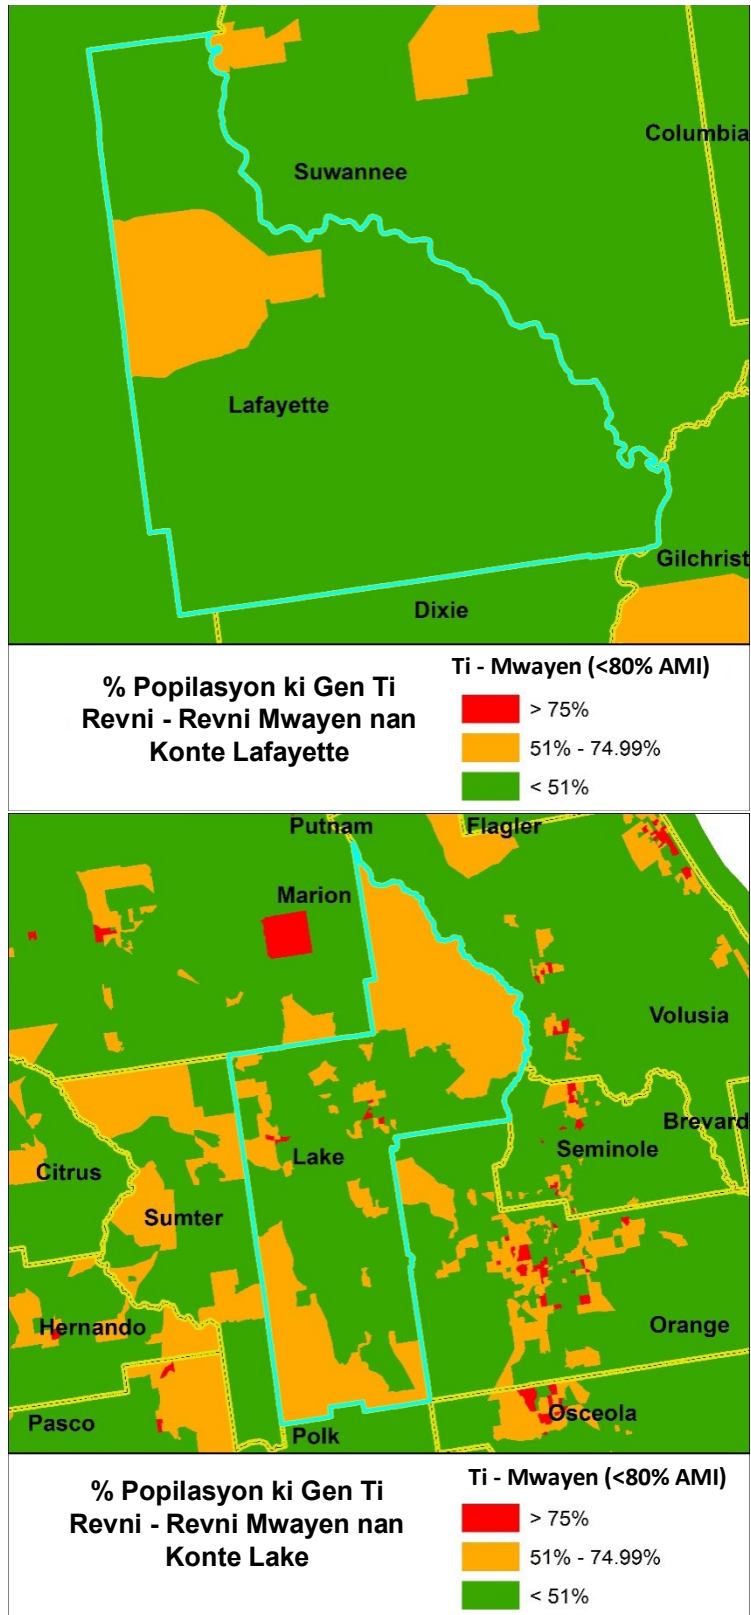 Columbia
Suwannee
Lafayette
Gilchrist
Dixie
% Popilasyon ki Gen Ti
Revni - Revni Mwayen nan
Konte Lafayette
Ti - Mwayen (<80% AMI)
> 75%
51% - 74.99%
< 51%
Putnam
Flagler
Marion
Volusia
Brevard
Seminole
Lake
Citrus
Sumter
Hernando
Orange
Pasco
Osceola
Polk
% Popilasyon ki Gen Ti
Revni - Revni Mwayen nan
Konte Lake
Ti - Mwayen (<80% AMI)
> 75%
51% - 74.99%
< 51%